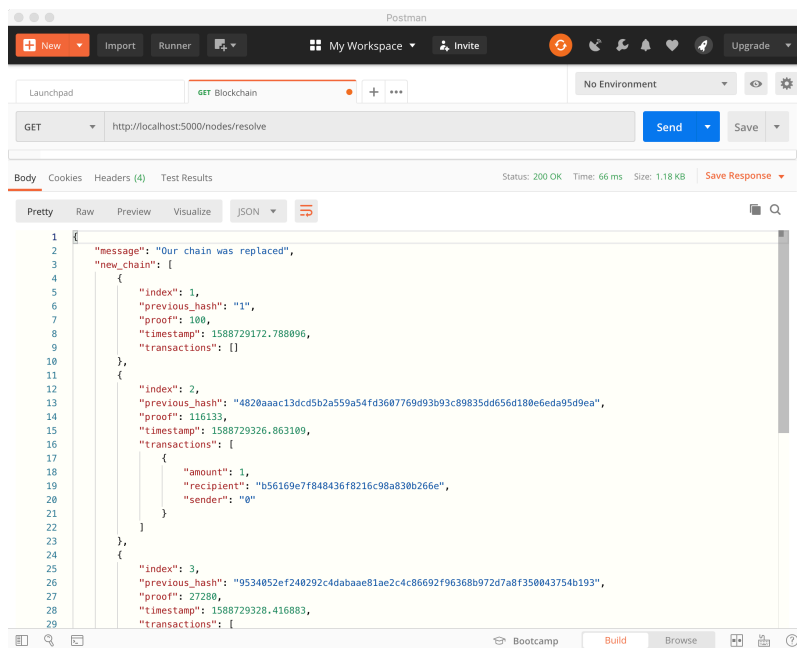 Postman
New Import Runner My Workspace Invite Upgrade
Launchpad GET Blockchain No Environment
GET http://localhost:5000/nodes/resolve Send Save
Body Cookies Headers (4) Test Results Status: 200 OK Time: 66 ms Size: 1.18 KB Save Response
Pretty Raw Preview Visualize JSON
1 {
2 "message": "Our chain was replaced",
3 "new_chain": [
4 {
5 "index": 1,
6 "previous_hash": "1",
7 "proof": 100,
8 "timestamp": 1588729172.788096,
9 "transactions": []
10 },
11 {
12 "index": 2,
13 "previous_hash": "4820aaac13dcd5b2a559a54fd3607769d93b93c89835dd656d180e6eda95d9ea",
14 "proof": 116133,
15 "timestamp": 1588729326.863109,
16 "transactions": [
17 {
18 "amount": 1,
19 "recipient": "b56169e7f848436f8216c98a830b266e",
20 "sender": "0"
21 }
22 ]
23 },
24 {
25 "index": 3,
26 "previous_hash": "9534052ef240292c4dabaae81ae2c4c86692f96368b972d7a8f350043754b193",
27 "proof": 27280,
28 "timestamp": 1588729328.416883,
29 "transactions": [
Bootcamp Build Browse